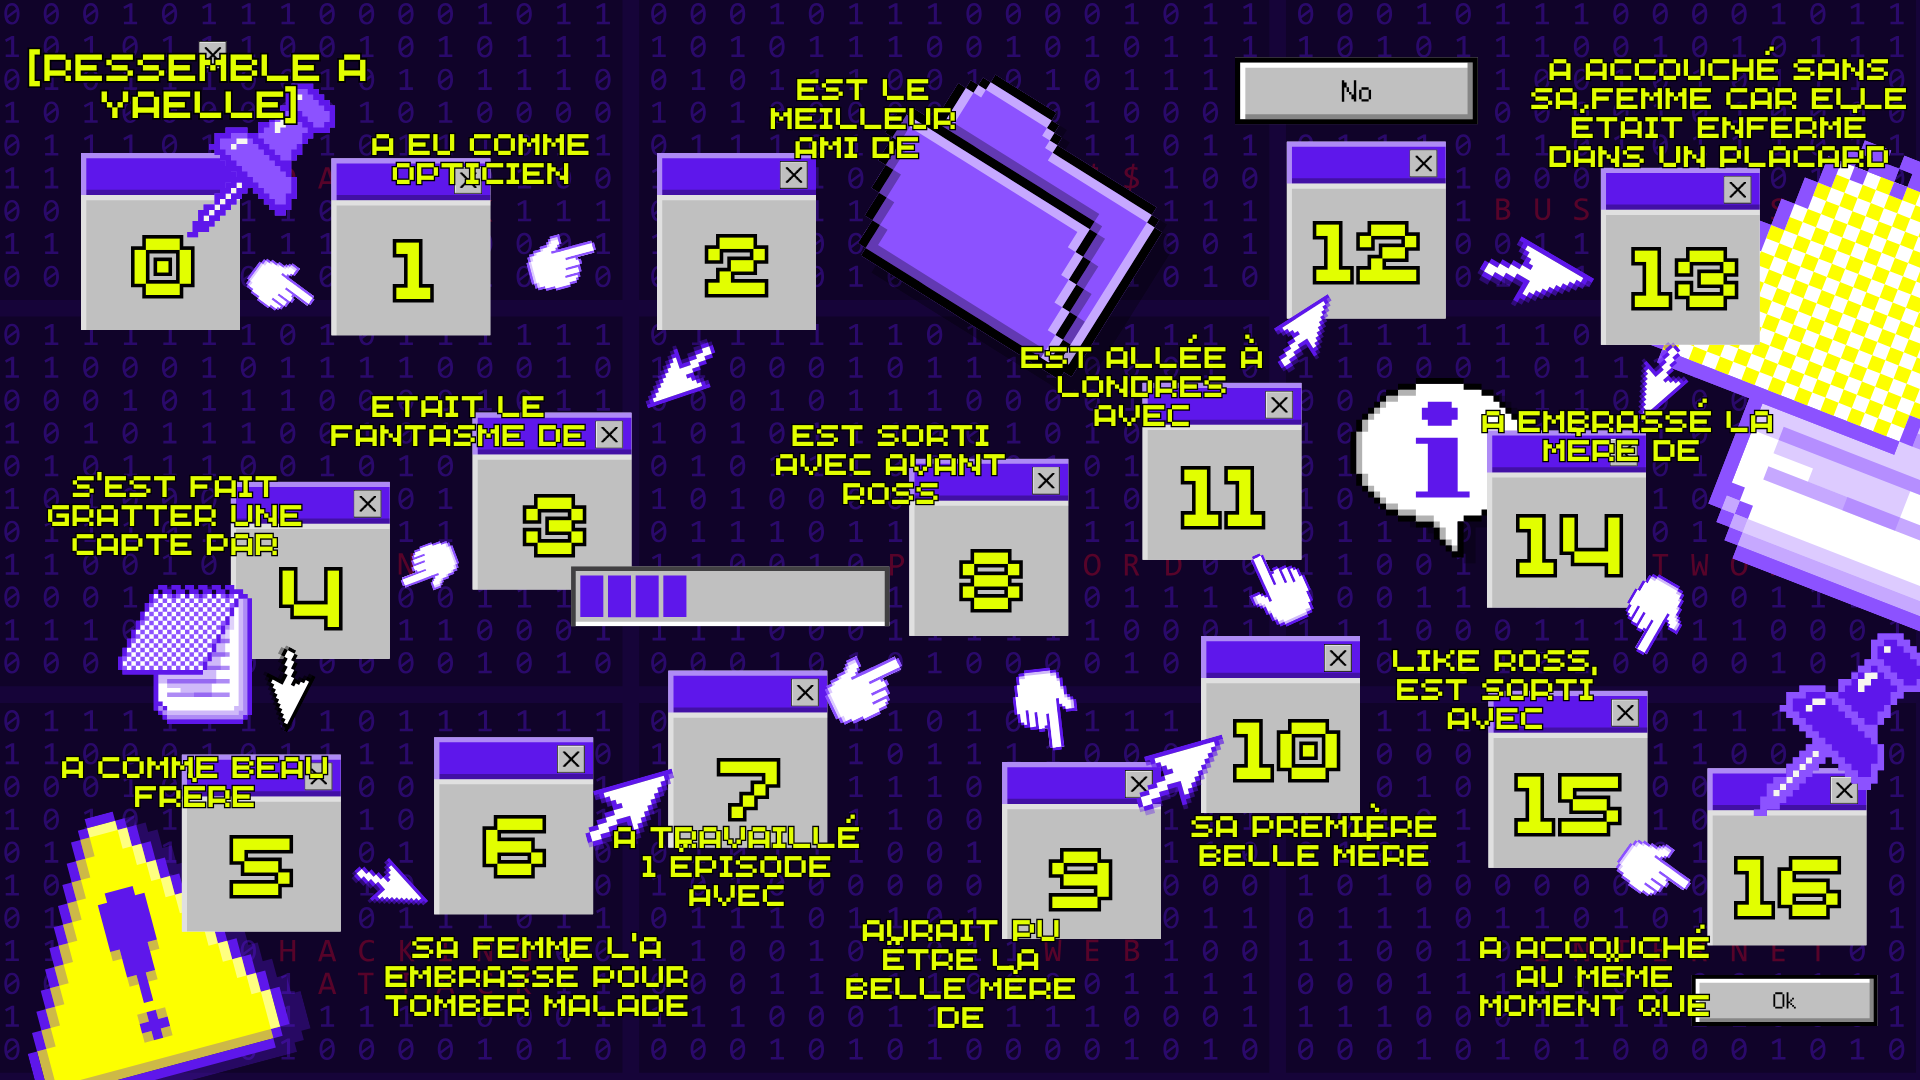 [RESSEMBLE A
YAELLE]
0
A EU COMME
OPTICIEN
1
2
EST LE
MEILLEUR
AMI DE
No
12
A ACCOUCHÉ SANS
SA FEMME CAR ELLE
ÉTAIT ENFERMÉ
DANS UN PLACARD
13
ETAIT LE
FANTASME DE
3
S'EST FAIT
GRATTER UNE
CAPTE PAR
4
EST SORTI
AVEC AVANT
ROSS
8
EST ALLÉE À
LONDRES
AVEC
11
i
A EMBRASSÉ LA
MÈRE DE
14
A COMME BEAU
FRÈRE
5
6
SA FEMME L'A
EMBRASSÉ POUR
TOMBER MALADE
7
A TRAVAILLÉ
1 EPISODE
AVEC
9
AURAIT PU
ÊTRE LA
BELLE MÈRE
DE
10
SA PREMIÈRE
BELLE MÈRE
LIKE ROSS,
EST SORTI
AVEC
15
16
A ACCOUCHÉ
AU MÊME
MOMENT QUE
Ok